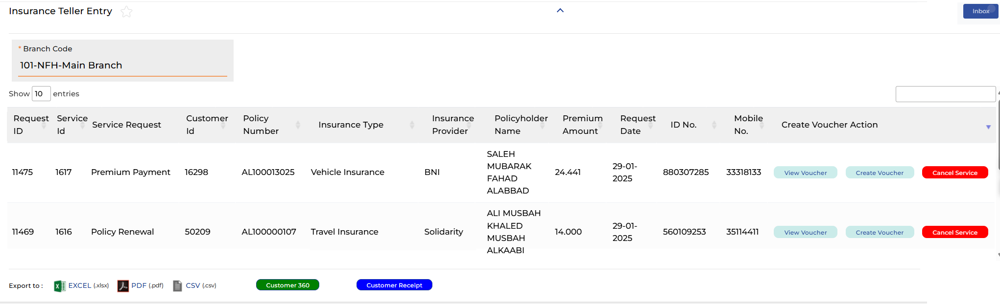 Insurance Teller Entry
Inbox
* Branch Code
101-NFH-Main Branch
Show 10 entries
Request ID Service Id Service Request Customer Id Policy Number Insurance Type Insurance Provider Policyholder Name Premium Amount Request Date ID No. Mobile No. Create Voucher Action
11475 1617 Premium Payment 16298 AL100013025 Vehicle Insurance BNI SALEH MUBARAK FAHAD ALABBAD 24.441 29-01-2025 880307285 33318133 View Voucher Create Voucher Cancel Service
11469 1616 Policy Renewal 50209 AL100000107 Travel Insurance Solidarity ALI MUSBAH KHALED MUSBAH ALKAABI 14.000 29-01-2025 560109253 35114411 View Voucher Create Voucher Cancel Service
Export to : EXCEL (.xlsx) PDF (.pdf) CSV (.csv) Customer 360 Customer Receipt